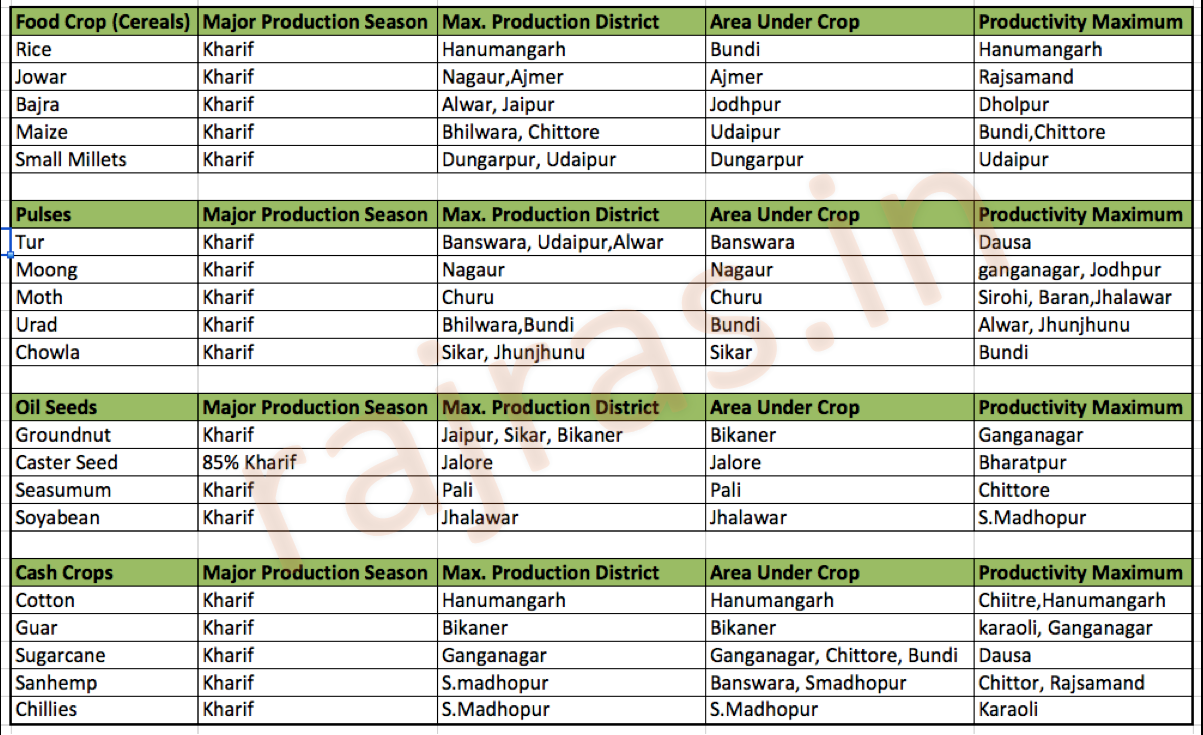 Food Crop (Cereals) Major Production Season Max. Production District Area Under Crop Productivity Maximum
Rice Kharif Hanumangarh Bundi Hanumangarh
Jowar Kharif Nagaur,Ajmer Ajmer Rajsamand
Bajra Kharif Alwar, Jaipur Jodhpur Dholpur
Maize Kharif Bhilwara, Chittore Udaipur Bundi,Chittore
Small Millets Kharif Dungarpur, Udaipur Dungarpur Udaipur
Pulses Major Production Season Max. Production District Area Under Crop Productivity Maximum
Tur Kharif Banswara, Udaipur,Alwar Banswara Dausa
Moong Kharif Nagaur Nagaur ganganagar, Jodhpur
Moth Kharif Churu Churu Sirohi, Baran,Jhalawar
Urad Kharif Bhilwara,Bundi Bundi Alwar, Jhunjhunu
Chowla Kharif Sikar, Jhunjhunu Sikar Bundi
Oil Seeds Major Production Season Max. Production District Area Under Crop Productivity Maximum
Groundnut Kharif Jaipur, Sikar, Bikaner Bikaner Ganganagar
Caster Seed 85% Kharif Jalore Jalore Bharatpur
Seasumum Kharif Pali Pali Chittore
Soyabean Kharif Jhalawar Jhalawar S.Madhopur
Cash Crops Major Production Season Max. Production District Area Under Crop Productivity Maximum
Cotton Kharif Hanumangarh Hanumangarh Chiitre,Hanumangarh
Guar Kharif Bikaner Bikaner karaoli, Ganganagar
Sugarcane Kharif Ganganagar Ganganagar, Chittore, Bundi Dausa
Sanhemp Kharif S.madhopur Banswara, Smadhopur Chittor, Rajsamand
Chillies Kharif S.Madhopur S.Madhopur Karaoli
rajras.in